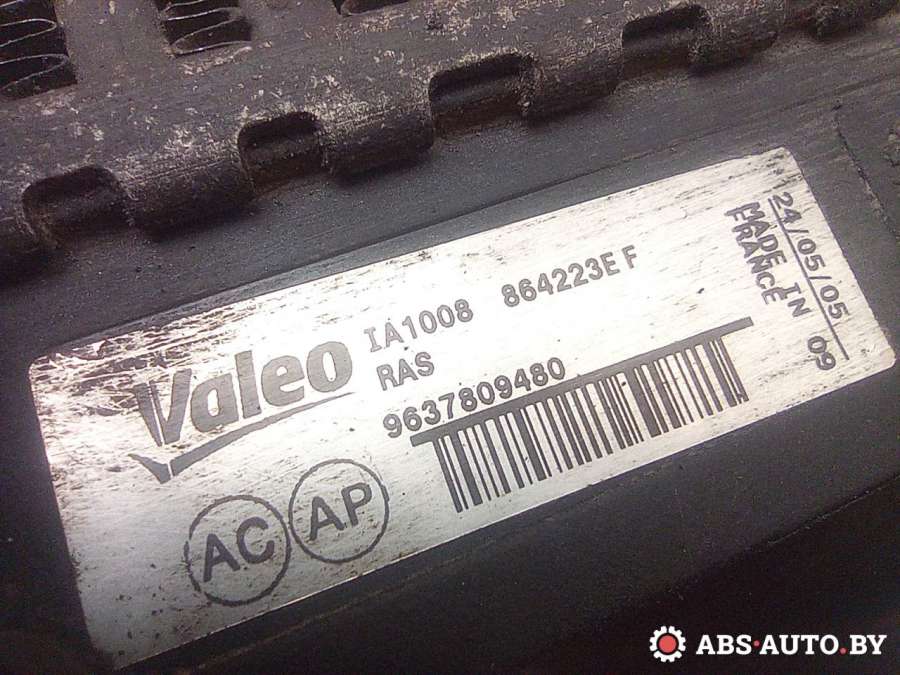 Valeo
IA1008 864223E F
RAS
9637809480
AC AP
24/05/05
MADE IN
FRANCE 09
ABS·AUTO.BY